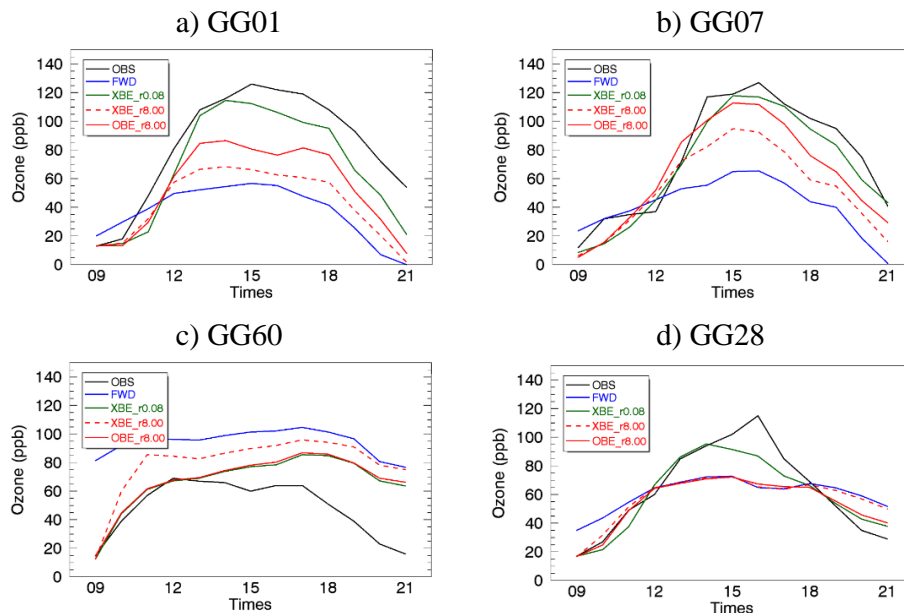 a) GG01
b) GG07
140
120
100
80
60
40
20
0
Ozone (ppb)
OBS
FWD
XBE_r0.08
XBE_r8.00
OBE_r8.00
09
12
15
18
21
Times
140
120
100
80
60
40
20
0
Ozone (ppb)
OBS
FWD
XBE_r0.08
XBE_r8.00
OBE_r8.00
09
12
15
18
21
Times
c) GG60
d) GG28
140
120
100
80
60
40
20
0
Ozone (ppb)
OBS
FWD
XBE_r0.08
XBE_r8.00
OBE_r8.00
09
12
15
18
21
Times
140
120
100
80
60
40
20
0
Ozone (ppb)
OBS
FWD
XBE_r0.08
XBE_r8.00
OBE_r8.00
09
12
15
18
21
Times